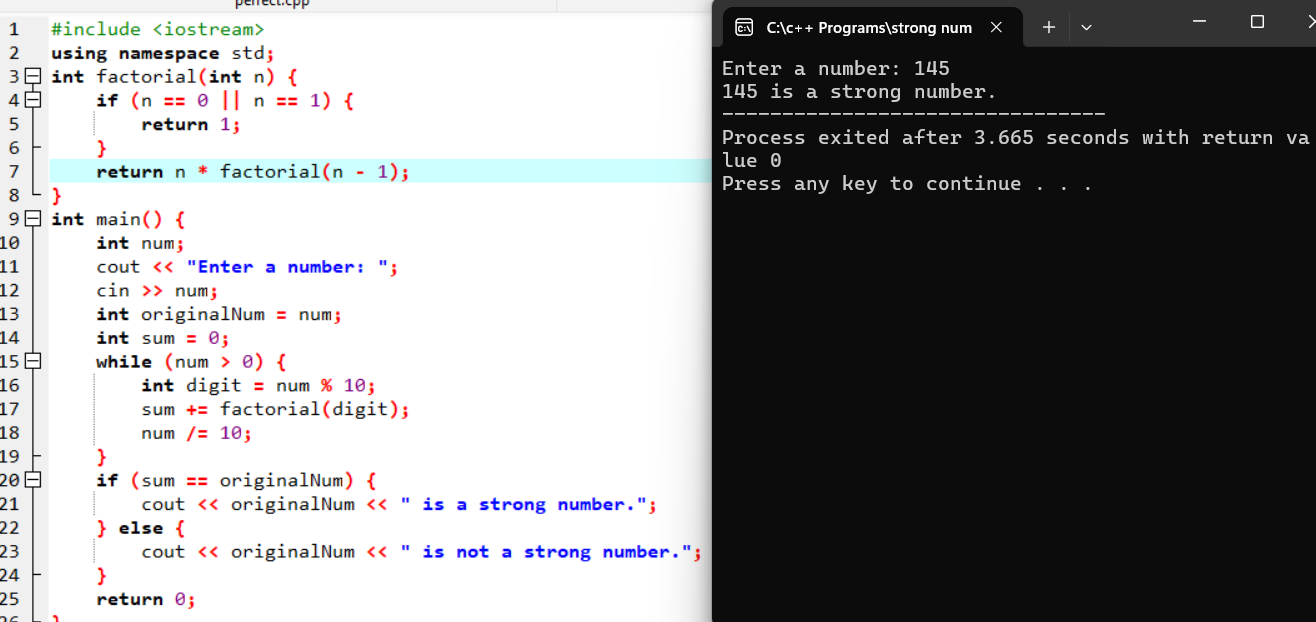 perfect.cpp
1 #include <iostream>
2 using namespace std;
3 int factorial(int n) {
4 if (n == 0 || n == 1) {
5 return 1;
6 }
7 return n * factorial(n - 1);
8 }
9 int main() {
10 int num;
11 cout << "Enter a number: ";
12 cin >> num;
13 int originalNum = num;
14 int sum = 0;
15 while (num > 0) {
16 int digit = num % 10;
17 sum += factorial(digit);
18 num /= 10;
19 }
20 if (sum == originalNum) {
21 cout << originalNum << " is a strong number.";
22 } else {
23 cout << originalNum << " is not a strong number.";
24 }
25 return 0;
26 }
C:\c++ Programs\strong num
Enter a number: 145
145 is a strong number.
--------------------------------
Process exited after 3.665 seconds with return va
lue 0
Press any key to continue . . .